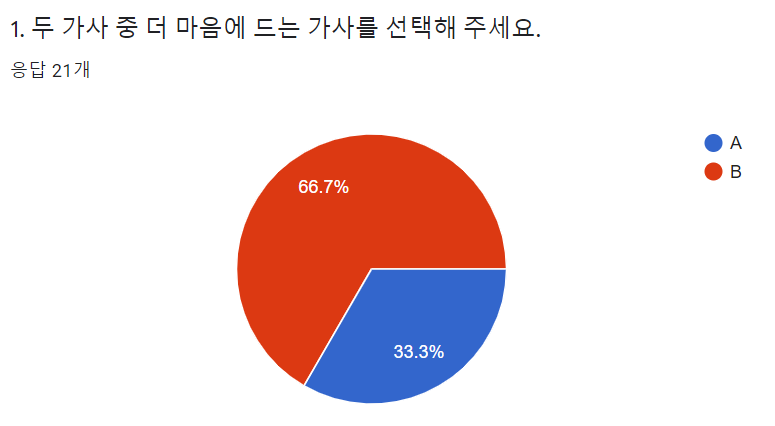 1. 두 가사 중 더 마음에 드는 가사를 선택해 주세요.
응답 21개
A
B
66.7%
33.3%